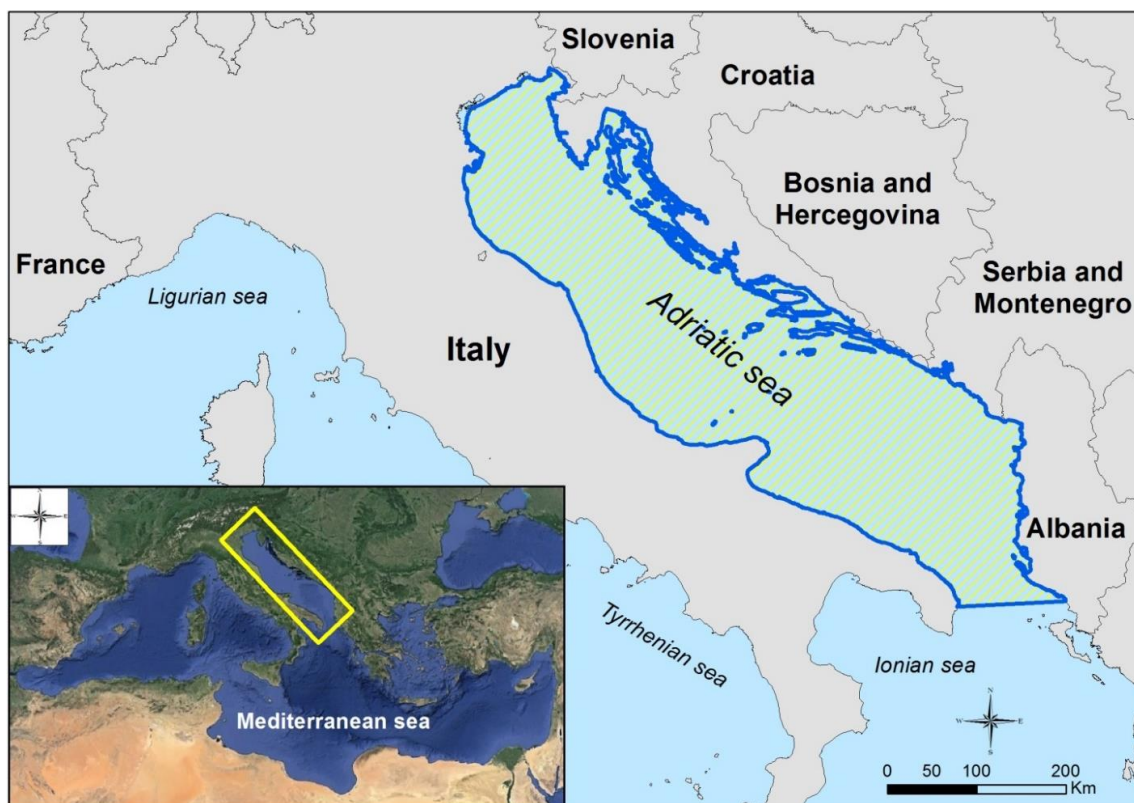 Slovenia
Croatia
Bosnia and
Hercegovina
France
Ligurian sea
Serbia and
Montenegro
Adriatic sea
Italy
Albania
Tyrrhenian sea
Ionian sea
Mediterranean sea
N
W
E
S
0 50 100 200
Km